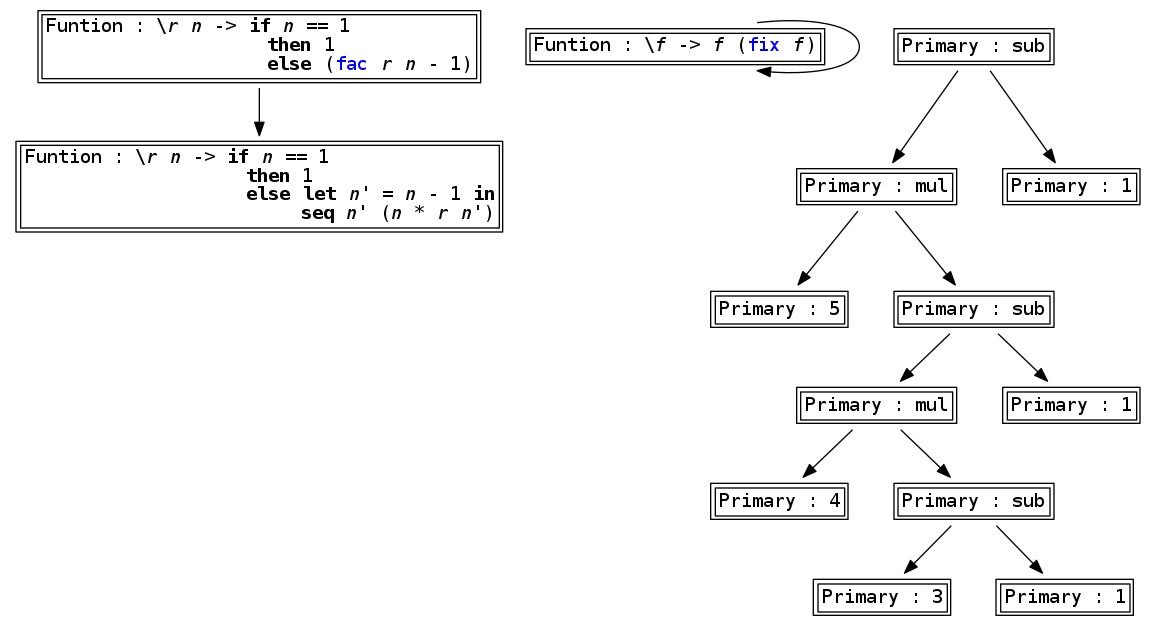 Funtion : \r n -> if n == 1
then 1
else (fac r n - 1)
Funtion : \r n -> if n == 1
then 1
else let n' = n - 1 in
seq n' (n * r n')
Funtion : \f -> f (fix f)
Primary : sub
Primary : mul
Primary : 1
Primary : 5
Primary : sub
Primary : mul
Primary : 1
Primary : 4
Primary : sub
Primary : 3
Primary : 1